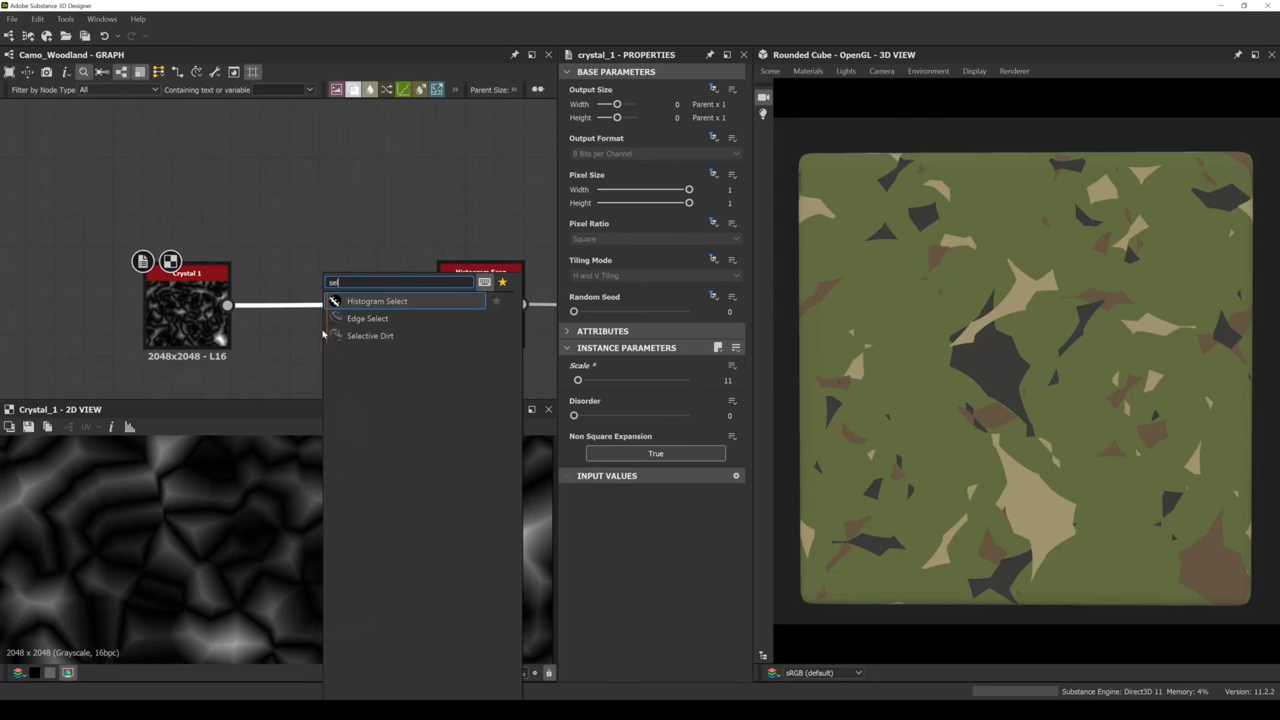 Adobe Substance 3D Designer
File Edit Tools Windows Help
Camo_Woodland - GRAPH
Filter by Node Type All Containing text or variable Parent Size:
Crystal 1
2048x2048 - L16
sel
Histogram Select
Edge Select
Selective Dirt
Crystal_1 - 2D VIEW
UV
2048 x 2048 (Grayscale, 16bpc)
crystal_1 - PROPERTIES
BASE PARAMETERS
Output Size
Width 0 Parent x 1
Height 0 Parent x 1
Output Format
8 Bits per Channel
Pixel Size
Width 1
Height 1
Pixel Ratio
Square
Tiling Mode
H and V Tiling
Random Seed
0
ATTRIBUTES
INSTANCE PARAMETERS
Scale *
11
Disorder
0
Non Square Expansion
True
INPUT VALUES
Rounded Cube - OpenGL - 3D VIEW
Scene Materials Lights Camera Environment Display Renderer
sRGB (default)
Substance Engine: Direct3D 11 Memory: 4% Version: 11.2.2